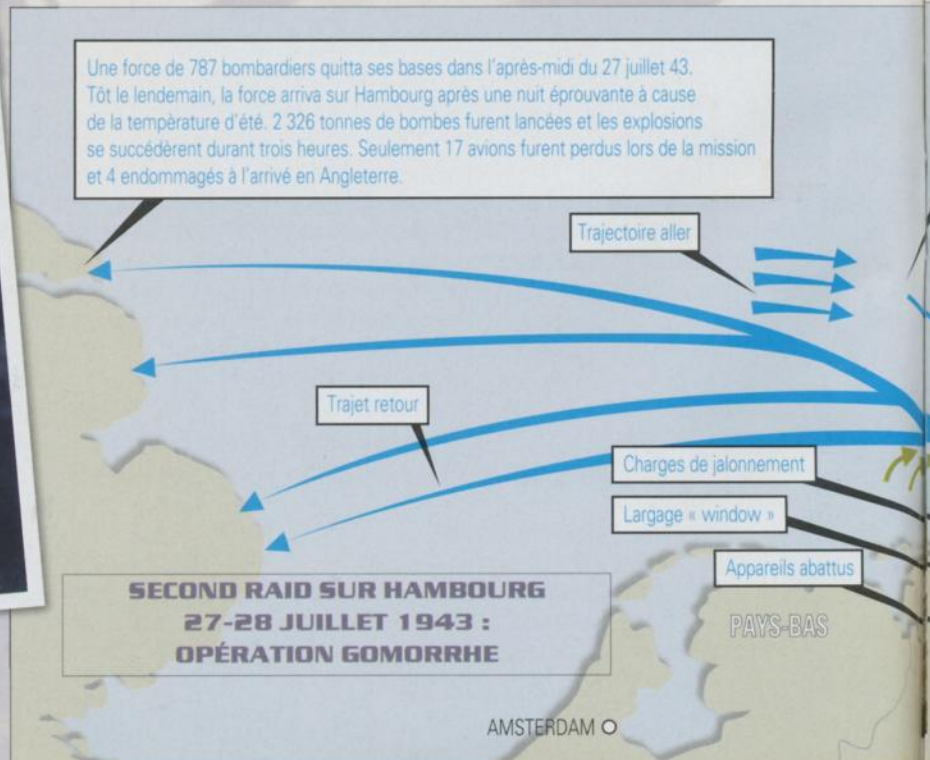 Une force de 787 bombardiers quitta ses bases dans l'après-midi du 27 juillet 43.
Tôt le lendemain, la force arriva sur Hambourg après une nuit éprouvante à cause
de la tempèrature d'été. 2 326 tonnes de bombes furent lancées et les explosions
se succédèrent durant trois heures. Seulement 17 avions furent perdus lors de la mission
et 4 endommagés à l'arrivé en Angleterre.
Trajectoire aller
Trajet retour
Charges de jalonnement
Largage « window »
Appareils abattus
SECOND RAID SUR HAMBOURG
27-28 JUILLET 1943 :
OPÉRATION GOMORRHE
PAYS-BAS
AMSTERDAM